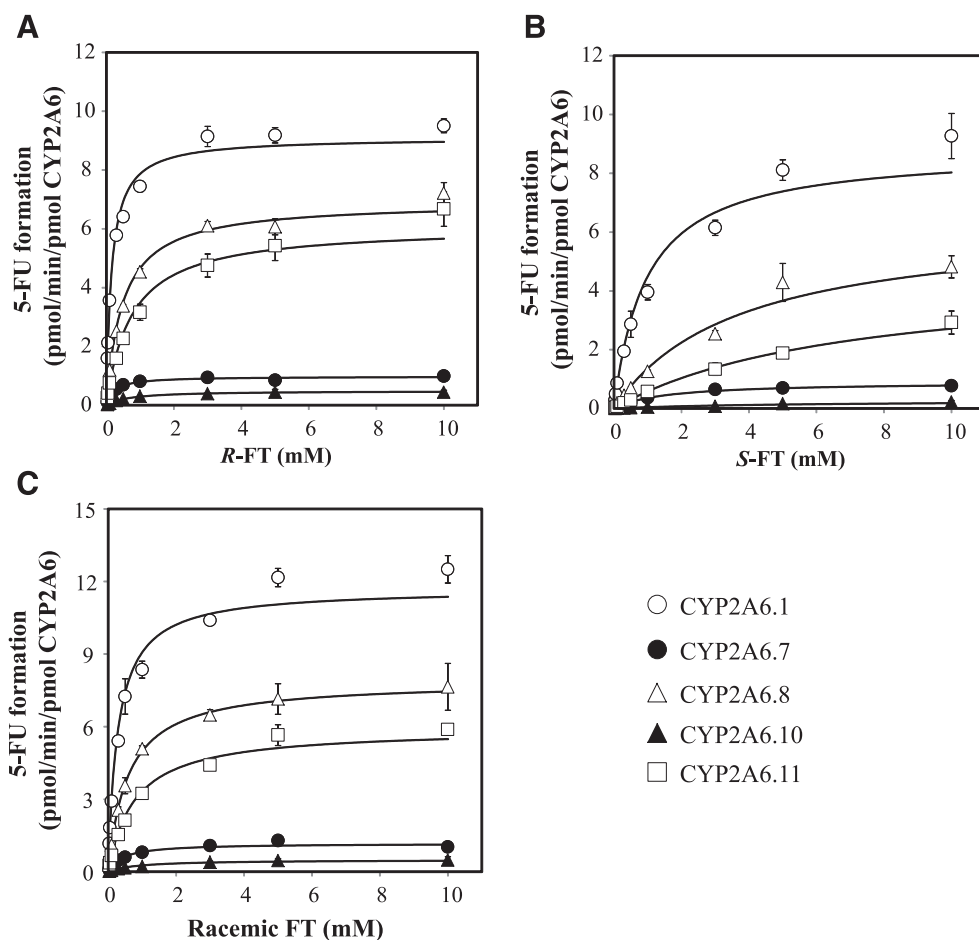 A
12
10
8
6
4
2
0
5-FU formation
(pmol/min/pmol CYP2A6)
0 2 4 6 8 10
R-FT (mM)
B
12
10
8
6
4
2
0
5-FU formation
(pmol/min/pmol CYP2A6)
0 2 4 6 8 10
S-FT (mM)
C
15
12
9
6
3
0
5-FU formation
(pmol/min/pmol CYP2A6)
0 2 4 6 8 10
Racemic FT (mM)
CYP2A6.1
CYP2A6.7
CYP2A6.8
CYP2A6.10
CYP2A6.11